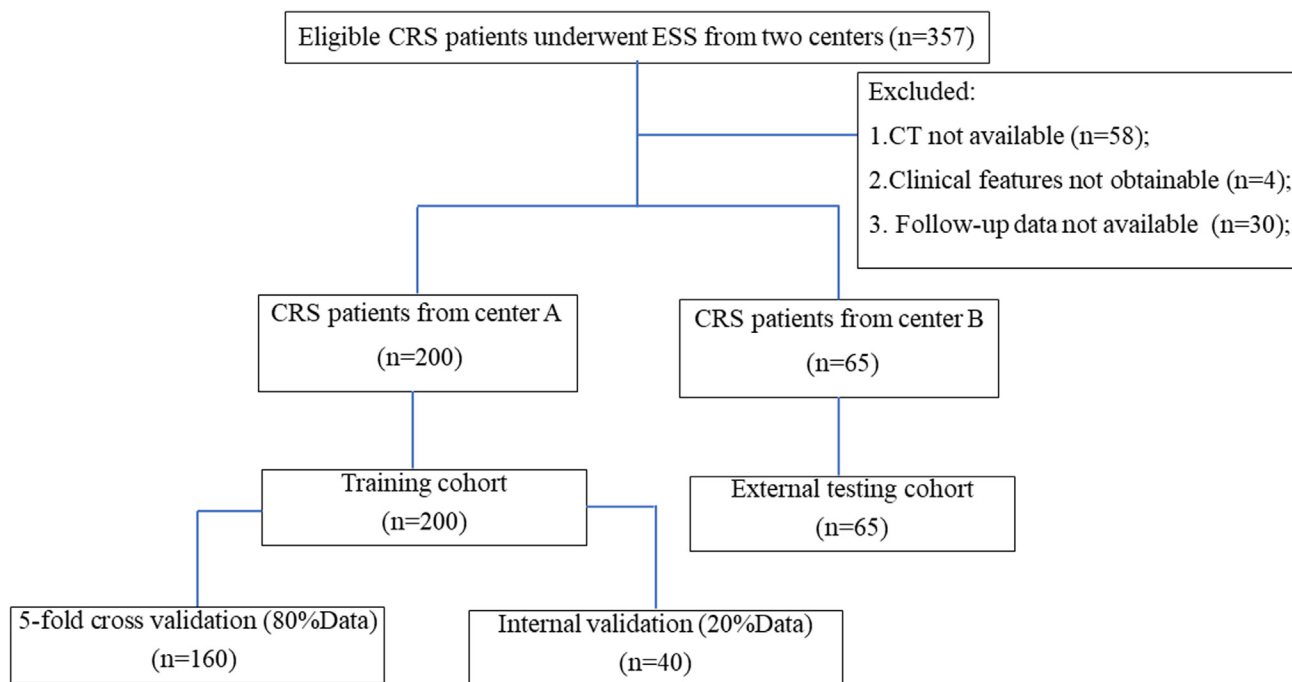 Eligible CRS patients underwent ESS from two centers (n=357)
Excluded:
1.CT not available (n=58);
2.Clinical features not obtainable (n=4);
3. Follow-up data not available (n=30);
CRS patients from center A
(n=200)
CRS patients from center B
(n=65)
Training cohort
(n=200)
External testing cohort
(n=65)
5-fold cross validation (80%Data)
(n=160)
Internal validation (20%Data)
(n=40)